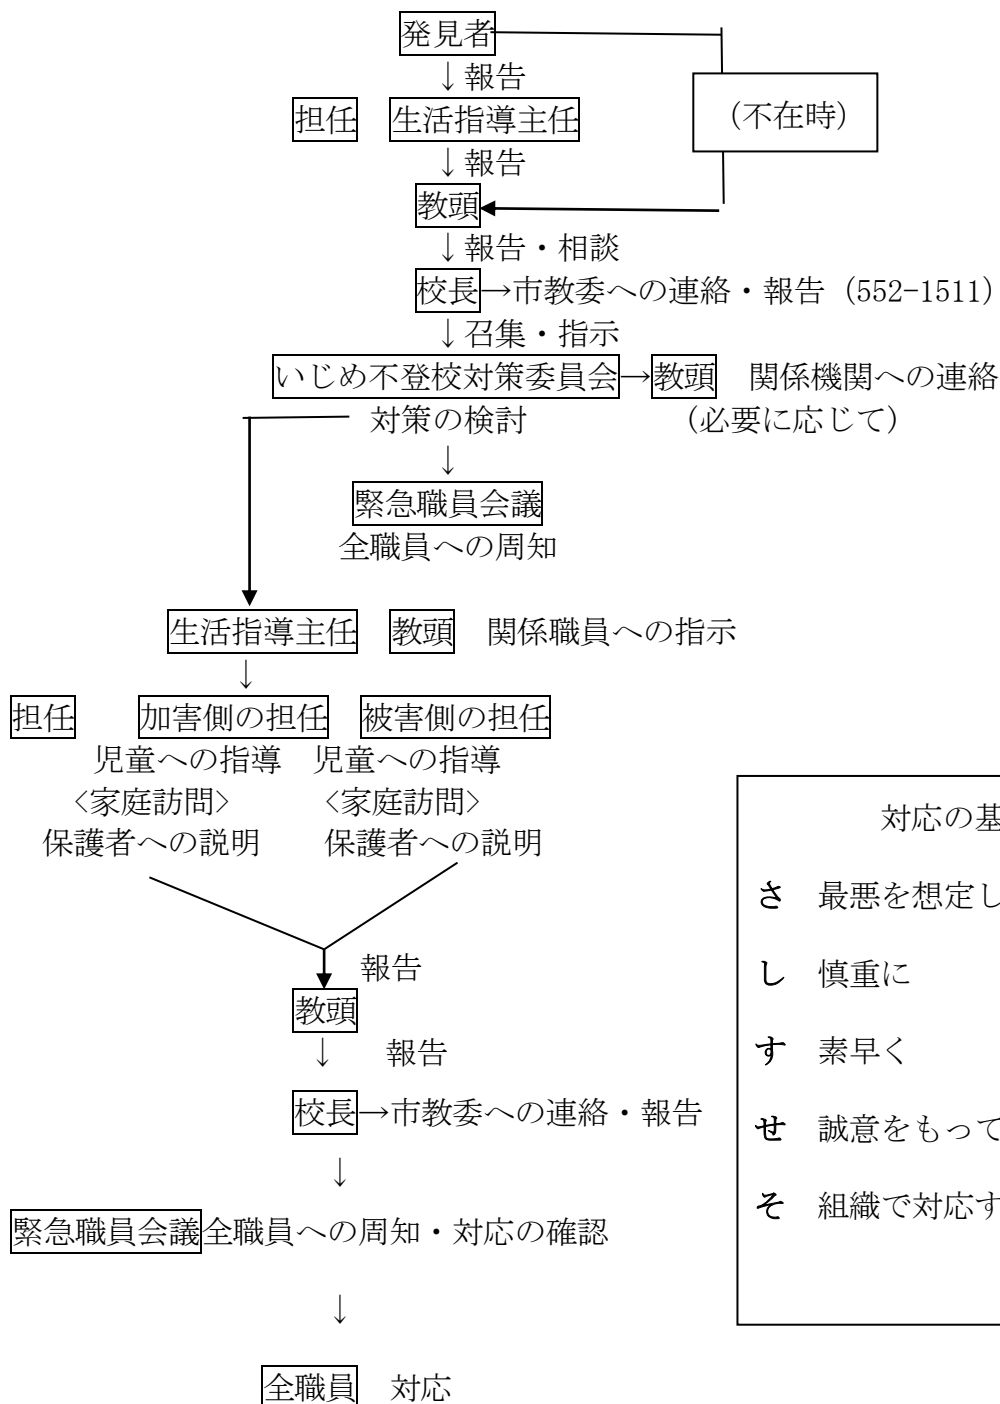 発見者
↓報告
(不在時)
担任 生活指導主任
↓報告
教頭
↓報告・相談
校長→市教委への連絡・報告 (552-1511)
↓召集・指示
いじめ不登校対策委員会→教頭 関係機関への連絡
対策の検討 (必要に応じて)
↓
緊急職員会議
全職員への周知
生活指導主任 教頭 関係職員への指示
↓
担任 加害側の担任 被害側の担任
児童への指導 児童への指導
<家庭訪問> <家庭訪問>
保護者への説明 保護者への説明
報告
教頭
↓ 報告
校長→市教委への連絡・報告
↓
緊急職員会議全職員への周知・対応の確認
↓
全職員 対応
対応の基
さ 最悪を想定し
し 慎重に
す 素早く
せ 誠意をもって
そ 組織で対応す